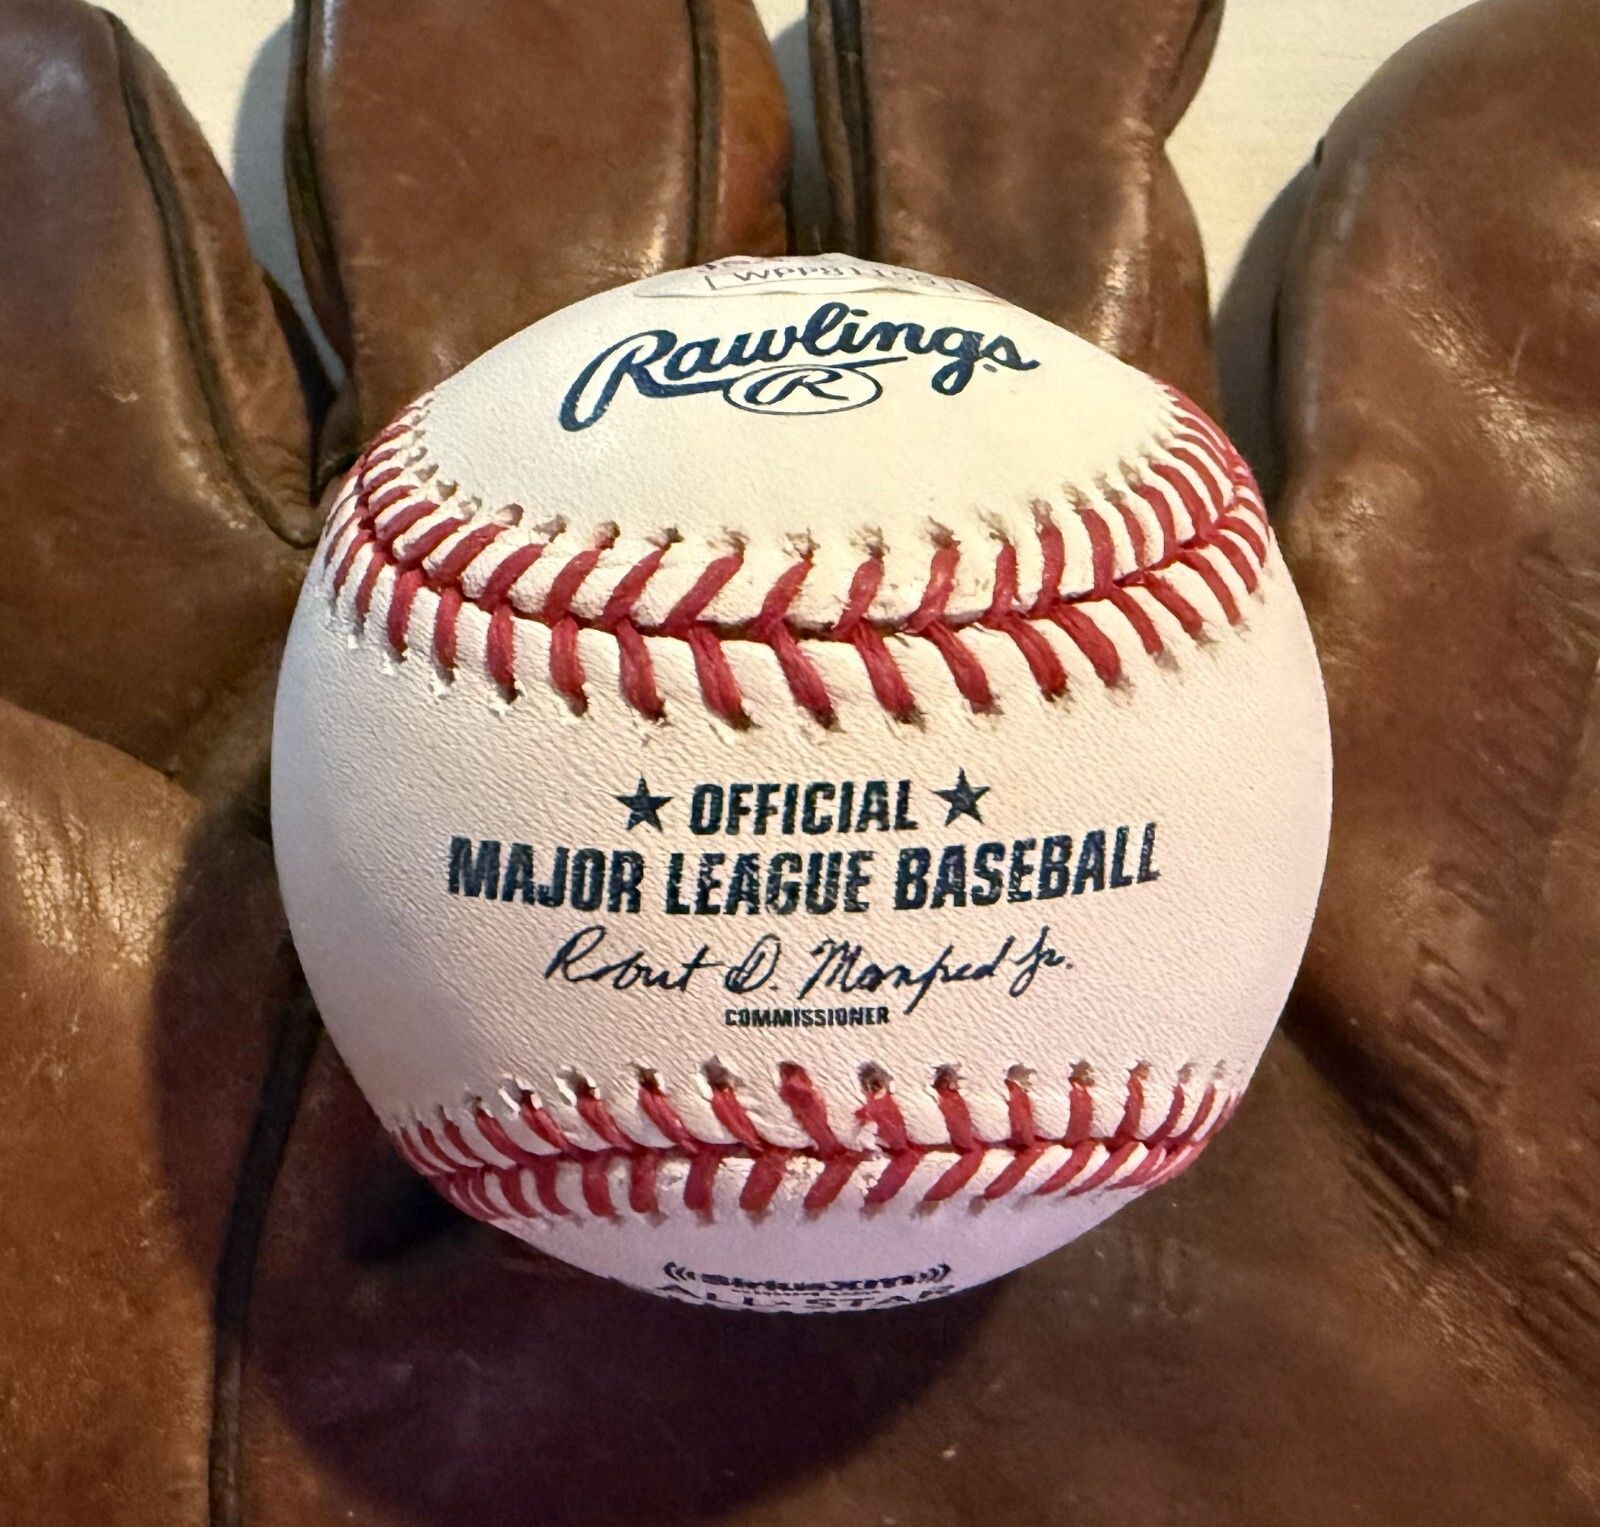 Rawlings
R
★ OFFICIAL ★
MAJOR LEAGUE BASEBALL
Robert D. Manfred Jr.
COMMISSIONER
SiriusXM
ALL-STAR